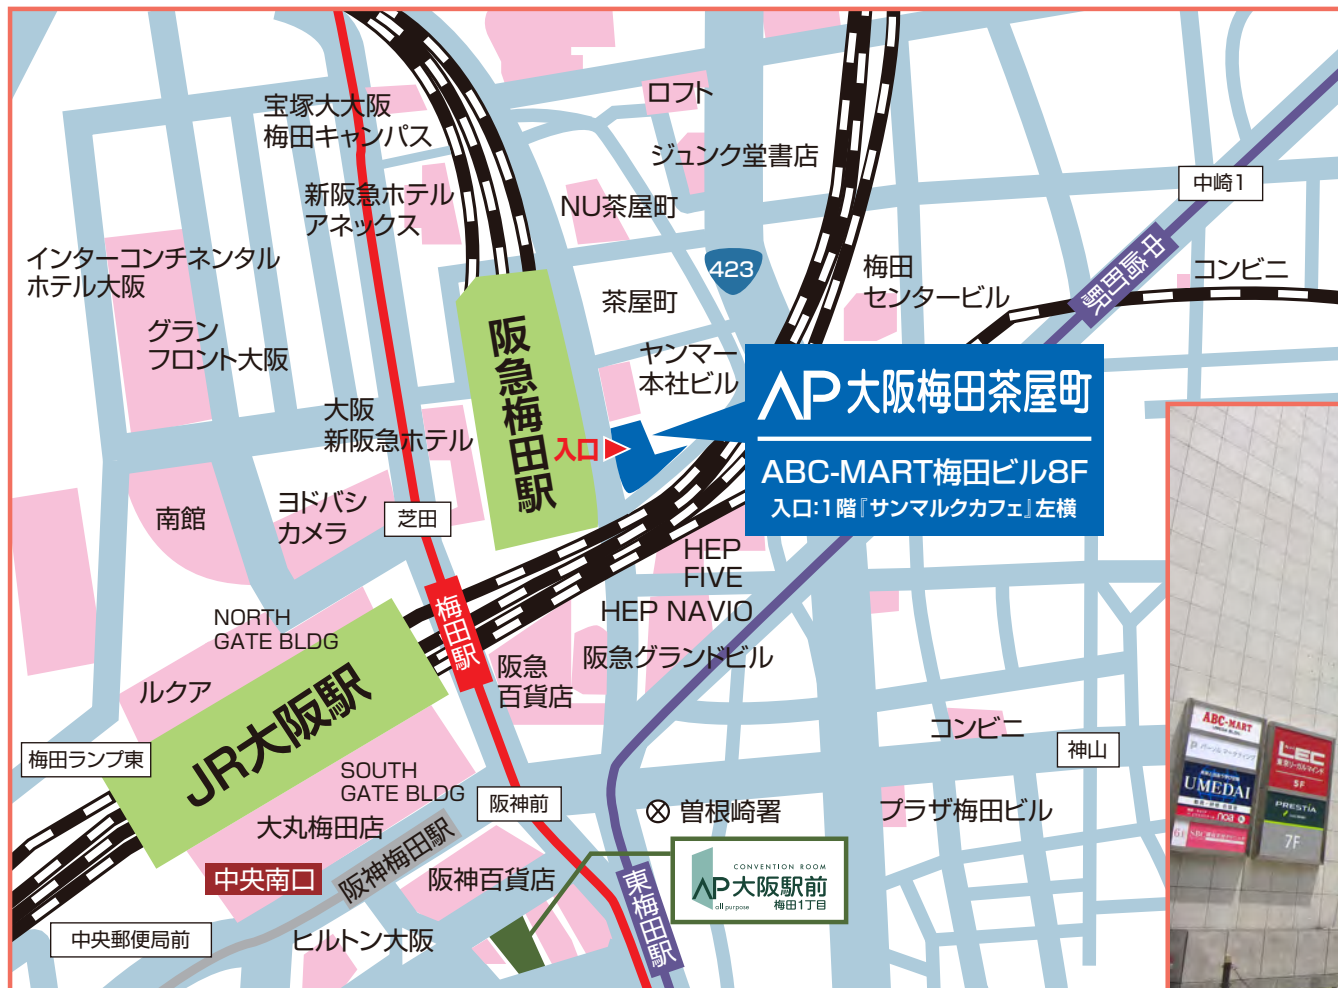 宝塚大大阪
梅田キャンパス
ロフト
ジュンク堂書店
中崎1
新阪急ホテル
アネックス
NU茶屋町
インターコンチネンタル
ホテル大阪
423
梅田
センタービル
中崎町駅
コンビニ
茶屋町
グラン
フロント大阪
阪急梅田駅
ヤンマー
本社ビル
AP大阪梅田茶屋町
ABC-MART梅田ビル8F
入口:1階『サンマルクカフェ』左横
大阪
新阪急ホテル
入口
南館
ヨドバシ
カメラ
芝田
HEP
FIVE
HEP NAVIO
NORTH
GATE BLDG
梅田駅
阪急
百貨店
阪急グランドビル
ルクア
JR大阪駅
コンビニ
神山
梅田ランプ東
SOUTH
GATE BLDG
阪神前
曽根崎署
プラザ梅田ビル
大丸梅田店
阪神梅田駅
中央南口
阪神百貨店
東梅田駅
CONVENTION ROOM
AP大阪駅前
all purpose
梅田1丁目
中央郵便局前
ヒルトン大阪
ABC-MART
UMEDAI
noa
6F
LEC
東京リーガルマインド
5F
PRESTIA
7F